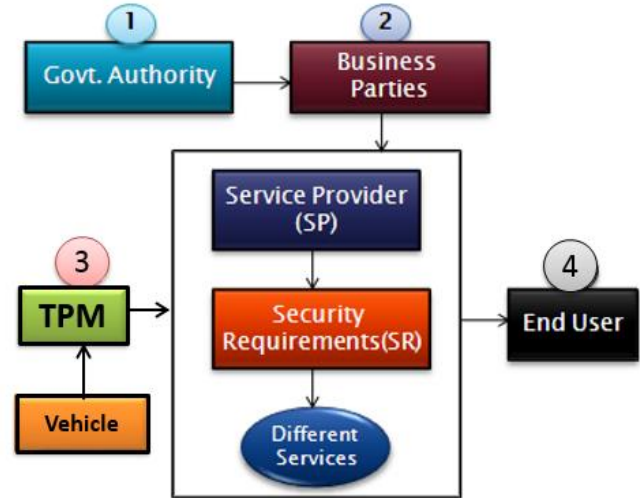 1
Govt. Authority
2
Business
Parties
Service Provider
(SP)
3
TPM
Security
Requirements(SR)
4
End User
Vehicle
Different
Services